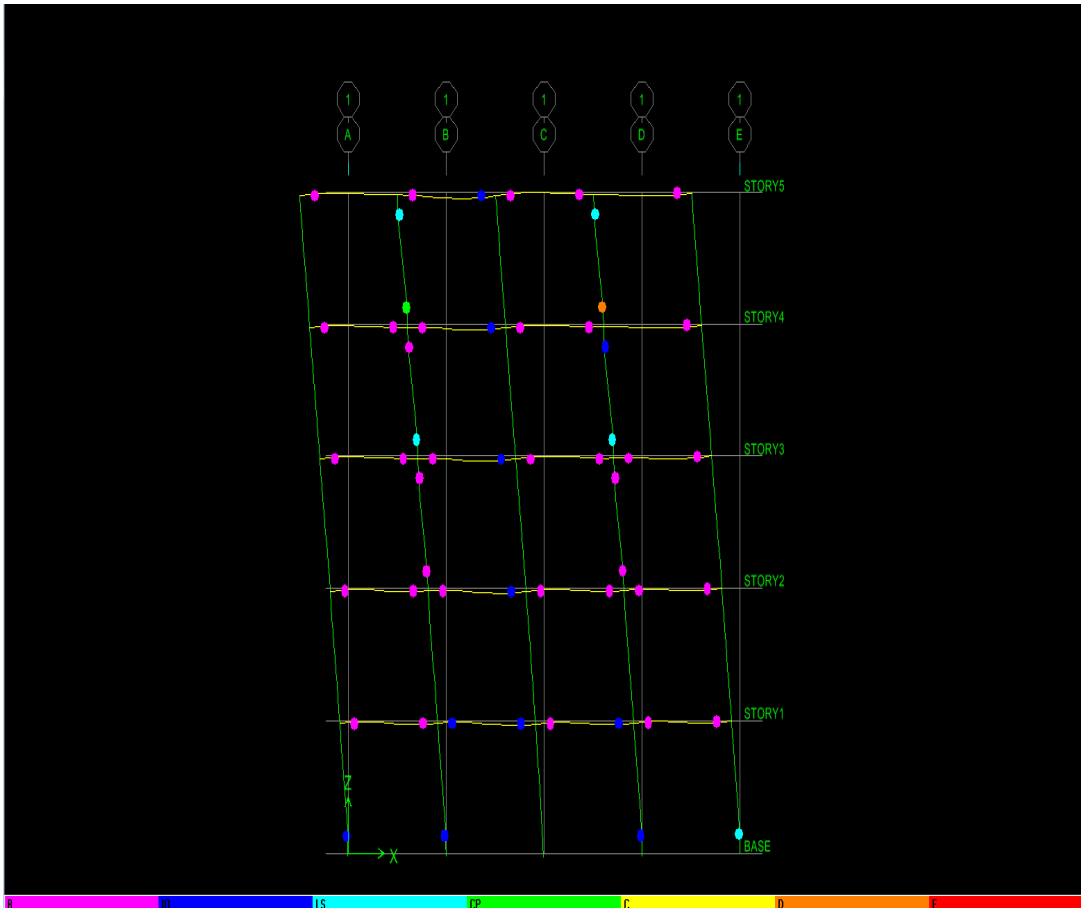 1 1 1 1 1
A B C D E
STORY5
STORY4
STORY3
STORY2
STORY1
Z
X
BASE
B IO LS CP C D E